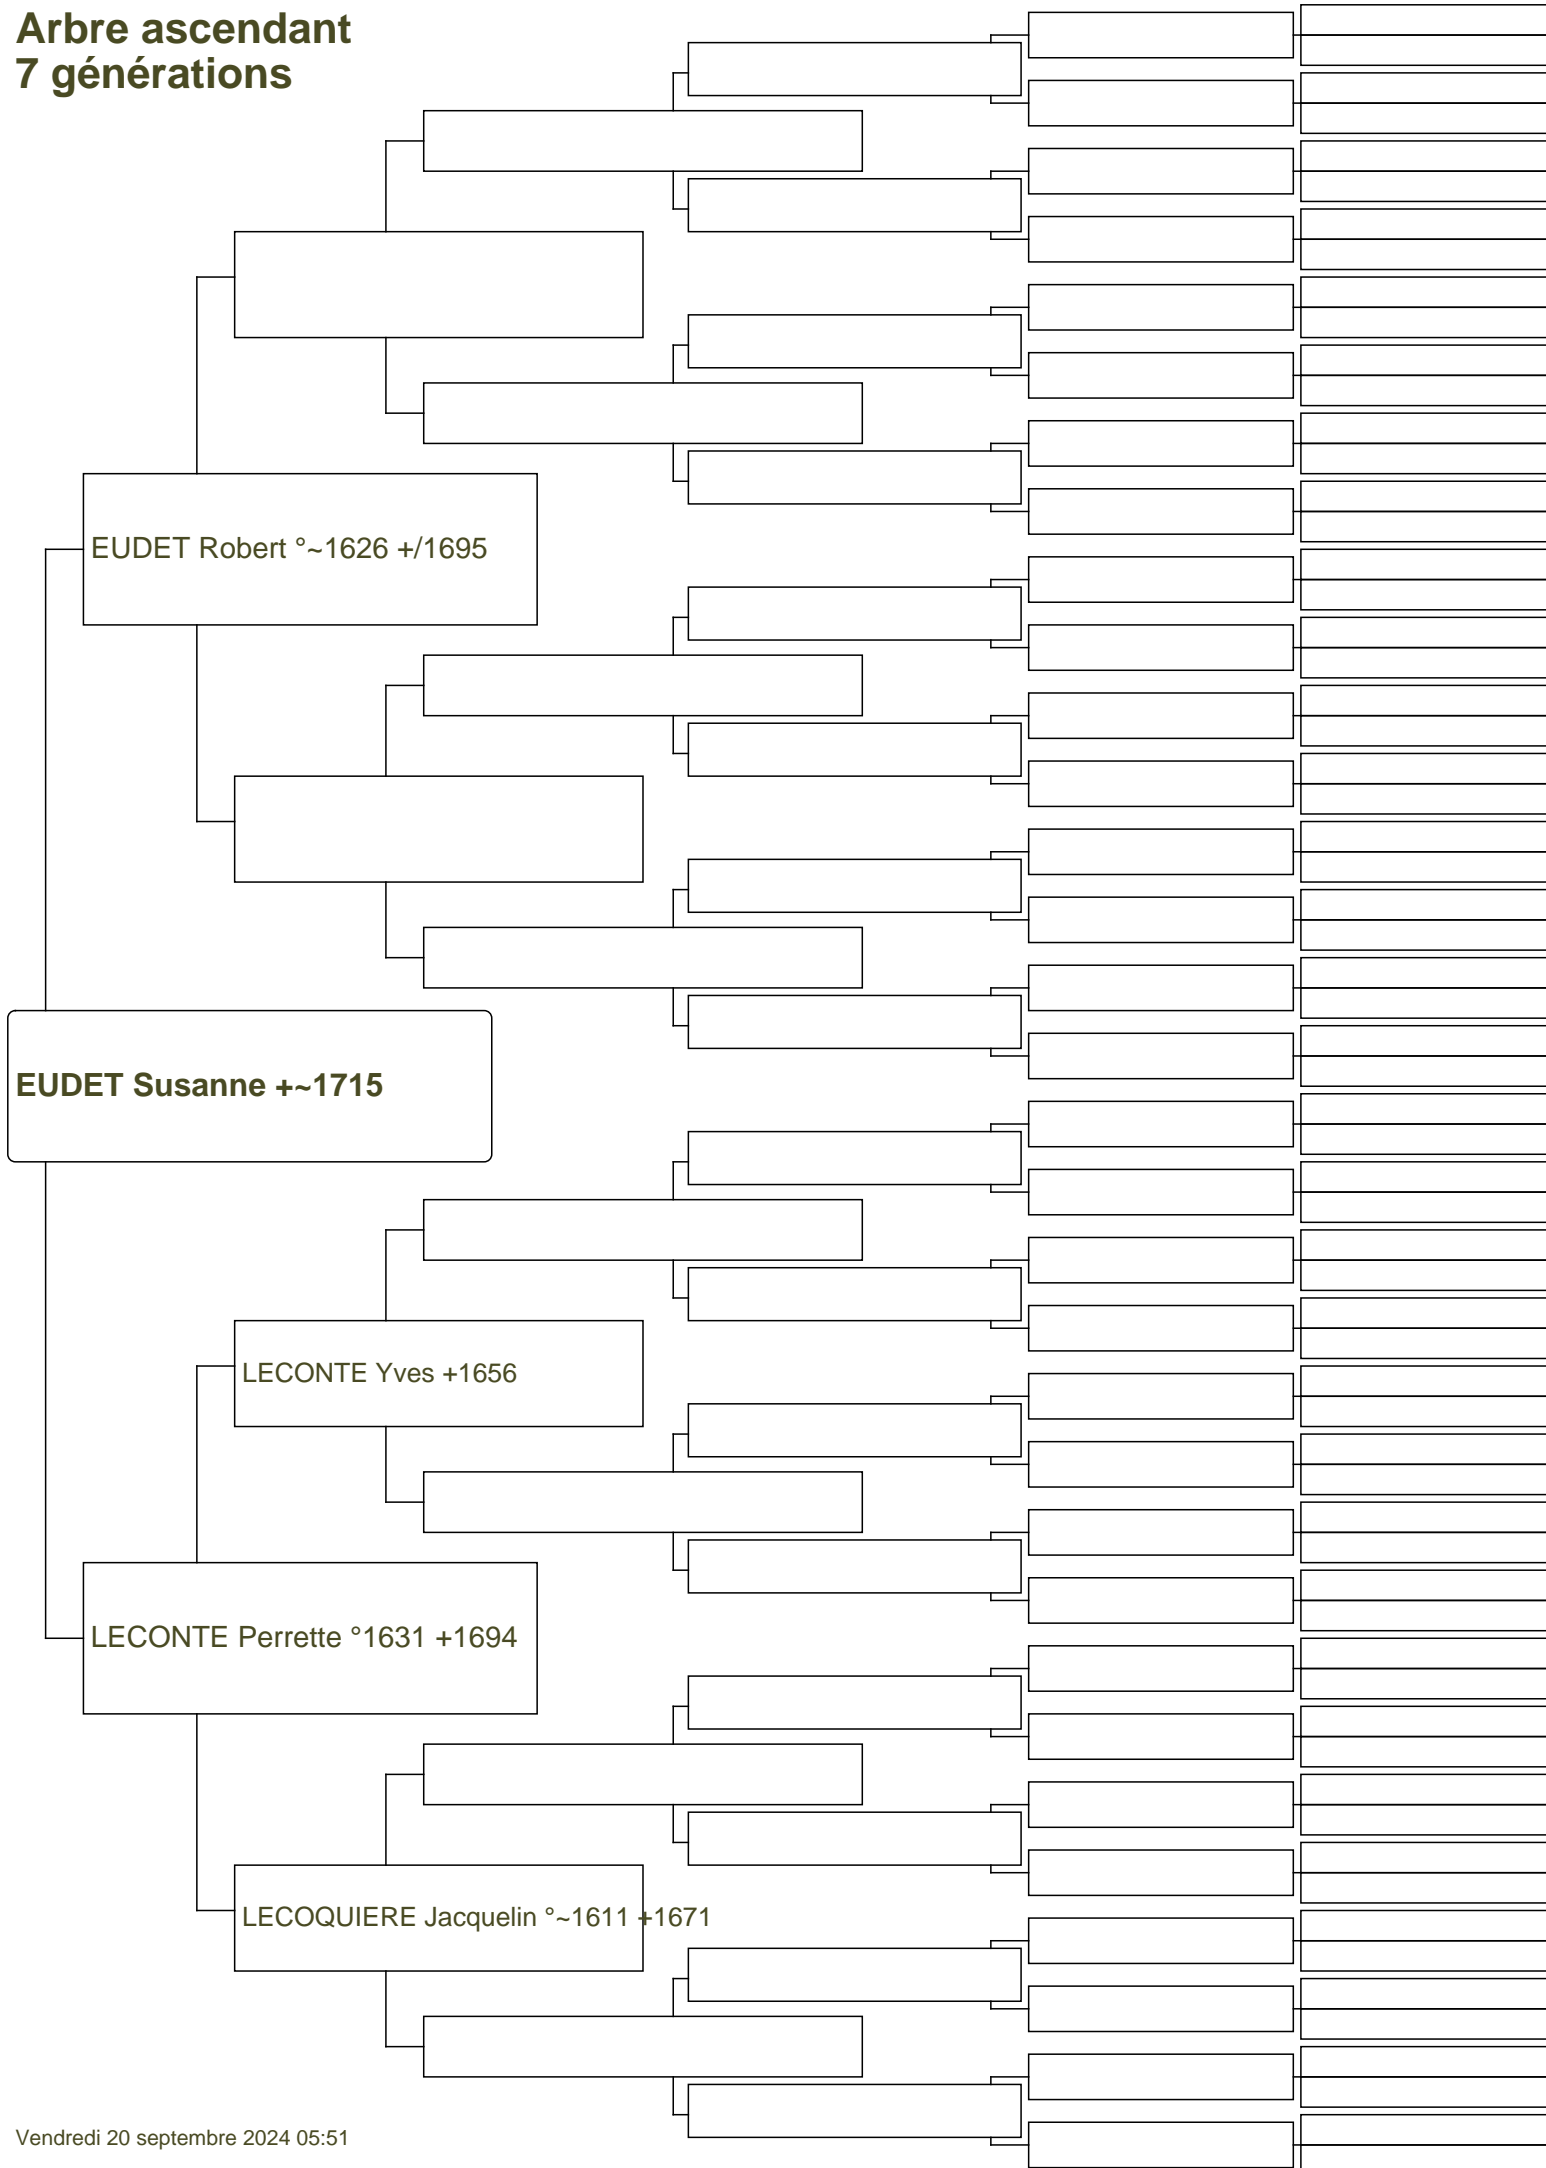 Arbre ascendant
7 générations
EUDET Robert °~1626 +/1695
EUDET Susanne +~1715
LECONTE Yves +1656
LECONTE Perrette °1631 +1694
LECOQUIERE Jacquelin °~1611 +1671
Vendredi 20 septembre 2024 05:51